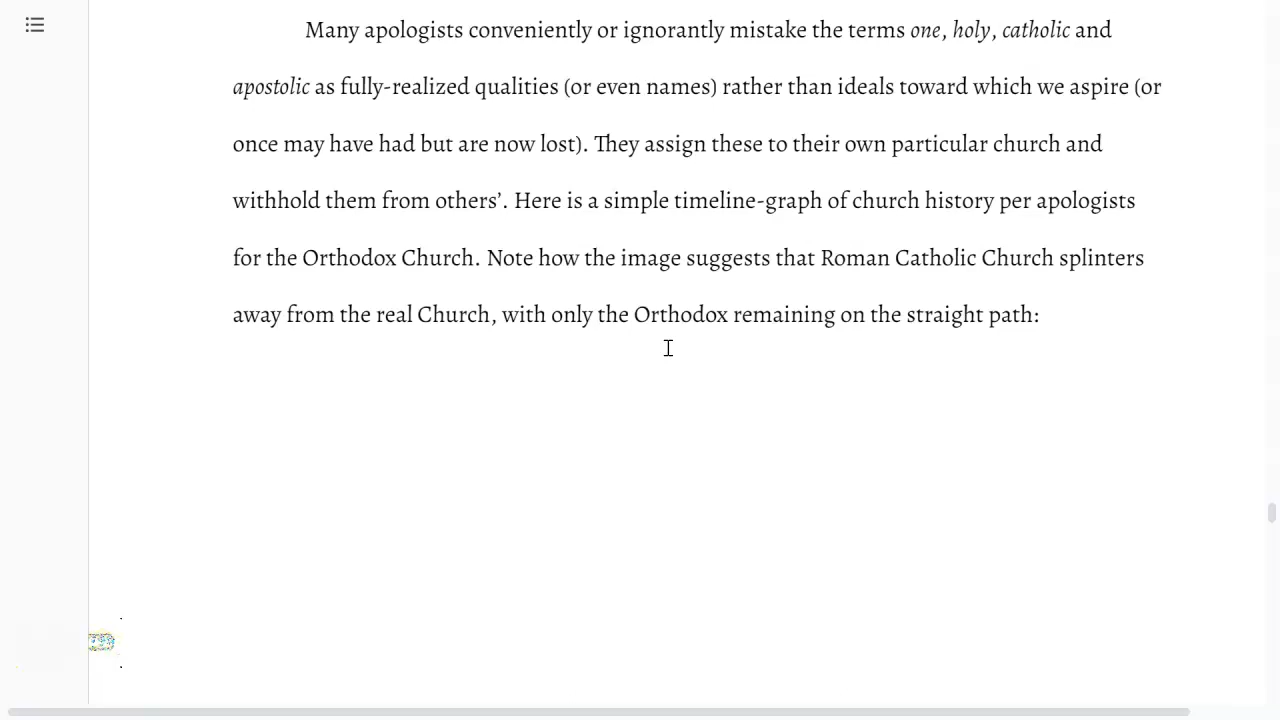 Many apologists conveniently or ignorantly mistake the terms one, holy, catholic and
apostolic as fully-realized qualities (or even names) rather than ideals toward which we aspire (or
once may have had but are now lost). They assign these to their own particular church and
withhold them from others’. Here is a simple timeline-graph of church history per apologists
for the Orthodox Church. Note how the image suggests that Roman Catholic Church splinters
away from the real Church, with only the Orthodox remaining on the straight path: